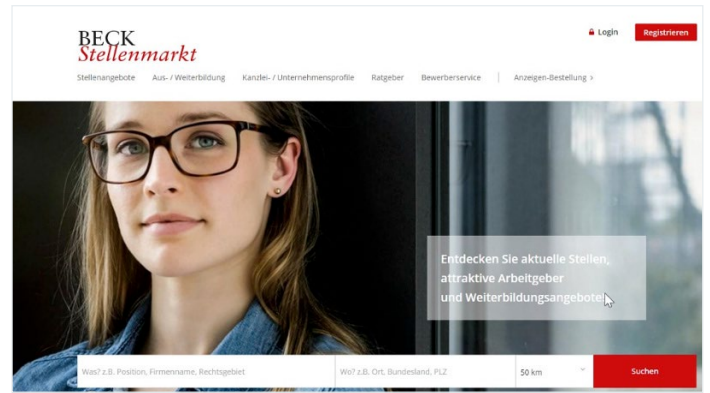 BECK
Stellenmarkt
Login
Registrieren
Stellenangebote Aus- / Weiterbildung Kanzlei- / Unternehmensprofile Ratgeber Bewerberservice Anzeigen-Bestellung >
Entdecken Sie aktuelle Stellen,
attraktive Arbeitgeber
und Weiterbildungsangebote.
Was? z.B. Position, Firmenname, Rechtsgebiet
Wo? z.B. Ort, Bundesland, PLZ
50 km
Suchen